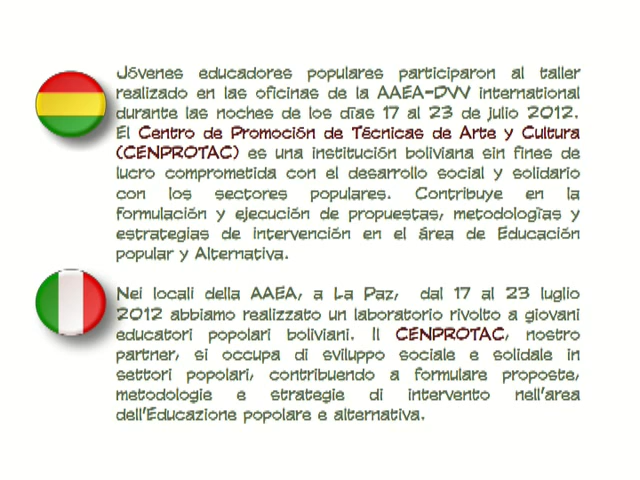 Jóvenes educadores populares participaron al taller
realizado en las oficinas de la AAEA-DVV international
durante las noches de los días 17 al 23 de julio 2012.
El Centro de Promoción de Técnicas de Arte y Cultura
(CENPROTAC) es una institución boliviana sin fines de
lucro comprometida con el desarrollo social y solidario
con los sectores populares. Contribuye en la
formulación y ejecución de propuestas, metodologías y
estrategias de intervención en el área de Educación
popular y Alternativa.
Nei locali della AAEA, a La Paz, dal 17 al 23 luglio
2012 abbiamo realizzato un laboratorio rivolto a giovani
educatori popolari boliviani. Il CENPROTAC, nostro
partner, si occupa di sviluppo sociale e solidale in
settori popolari, contribuendo a formulare proposte,
metodologie e strategie di intervento nell'area
dell'Educazione popolare e alternativa.